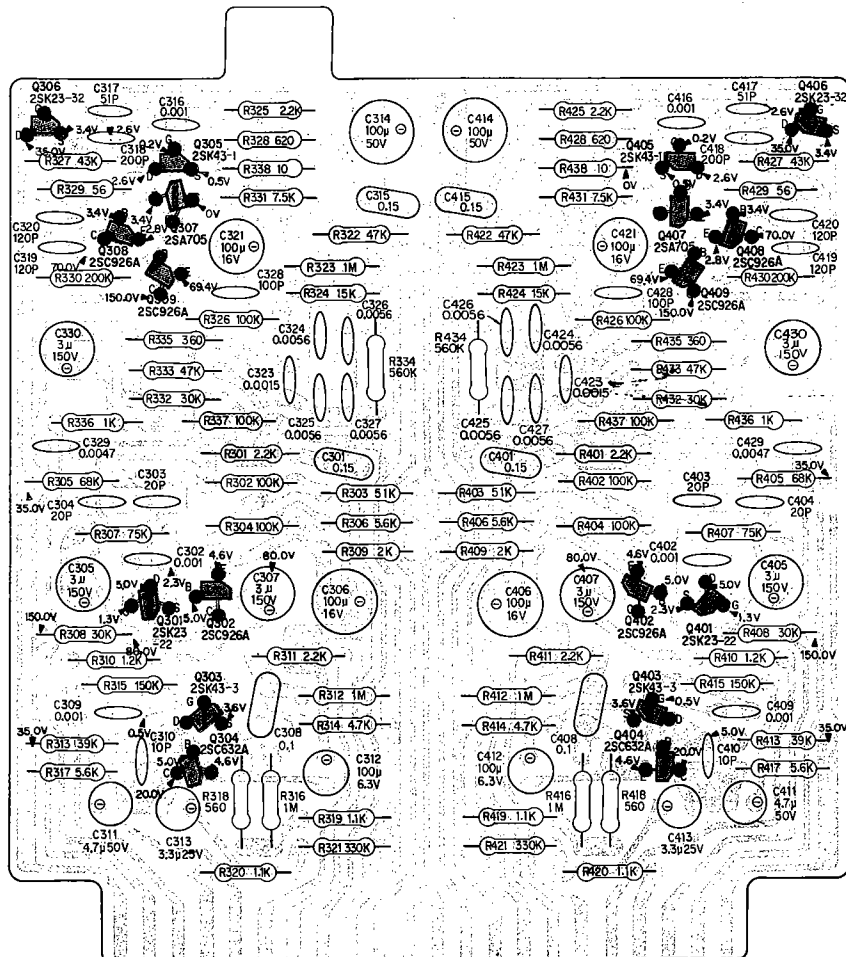 Q306
2SK23-32
G
D
S
35.0V
3.4V
2.6V
C317
51P
C316
0.001
C318
200P
0.2V
G
Q305
2SK43-1
D
S
2.6V
0.5V
R325 2.2K
R328 620
R338 10
R331 7.5K
C314
100μ
50V
C414
100μ
50V
R425 2.2K
R428 620
R438 10
R431 7.5K
0V
C416
0.001
C417
51P
Q406
2SK23-32
2.6V
G
D
S
35.0V
3.4V
Q405
2SK43-1
0.2V
C418
200P
2.6V
R327 43K
R329 56
R427 43K
R429 56
C315
0.15
C415
0.15
3.4V
3.4V
2.8V
0V
Q307
2SA705
Q308
2SC926A
C320
120P
C319
120P
70.0V
R330 200K
150.0V
69.4V
2SC926A
C321
100μ
16V
C328
100P
R322 47K
R323 1M
R324 15K
R422 47K
R423 1M
R424 15K
C421
100μ
16V
C428
100P
3.4V
Q407
2SA705
3.4V
2.8V
70.0V
Q408
2SC926A
69.4V
150.0V
Q409
2SC926A
C420
120P
C419
120P
R430 200K
C330
3μ
150V
R326 100K
R335 360
R333 47K
R332 30K
R337 100K
R336 1K
C324
0.0056
C326
0.0056
C323
0.0015
C325
0.0056
C327
0.0056
R334
560K
C426
0.0056
R434
560K
C424
0.0056
C423
0.0015
C425
0.0056
C427
0.0056
R426 100K
R435 360
R433 47K
R432 30K
R437 100K
R436 1K
C430
3μ
150V
C329
0.0047
R305 68K
35.0V
C304
20P
C303
20P
R301 2.2K
R302 100K
R304 100K
R307 75K
C301
0.15
R303 51K
R306 5.6K
R309 2K
C401
0.15
R403 51K
R406 5.6K
R409 2K
R401 2.2K
R402 100K
R404 100K
R407 75K
C403
20P
C404
20P
C429
0.0047
35.0V
R405 68K
C305
3μ
150V
C302
0.001
4.6V
5.0V
2.3V
D
G
S
1.3V
Q301
2SK23
-22
E
B
C
5.0V
Q302
2SC926A
80.0V
C307
3μ
150V
C306
100μ
16V
C406
100μ
16V
80.0V
C407
3μ
150V
4.6V
C402
0.001
5.0V
2.3V
Q402
2SC926A
5.0V
D
S
G
1.3V
Q401
2SK23
-22
C405
3μ
150V
150.0V
R308 30K
80.0V
R310 1.2K
R315 150K
R311 2.2K
R411 2.2K
R408 30K
R410 1.2K
150.0V
R415 150K
C309
0.001
35.0V
R313 39K
R317 5.6K
0.5V
C310
10P
Q303
2SK43-3
G
D
3.6V
Q304
2SC632A
5.0V
4.6V
20.0V
C308
0.1
R312 1M
R314 4.7K
C312
100μ
6.3V
R412 1M
R414 4.7K
C412
100μ
6.3V
C408
0.1
Q403
2SK43-3
3.6V
G
0.5V
D
Q404
2SC632A
4.6V
20.0V
5.0V
C410
10P
C409
0.001
35.0V
R413 39K
R417 5.6K
C311
4.7μ50V
C313
3.3μ25V
R318
560
R316
1M
R319 1.1K
R321 330K
R320 1.1K
R419 1.1K
R421 330K
R416
1M
R418
560
C413
3.3μ25V
C411
4.7μ
50V
R420 1.1K